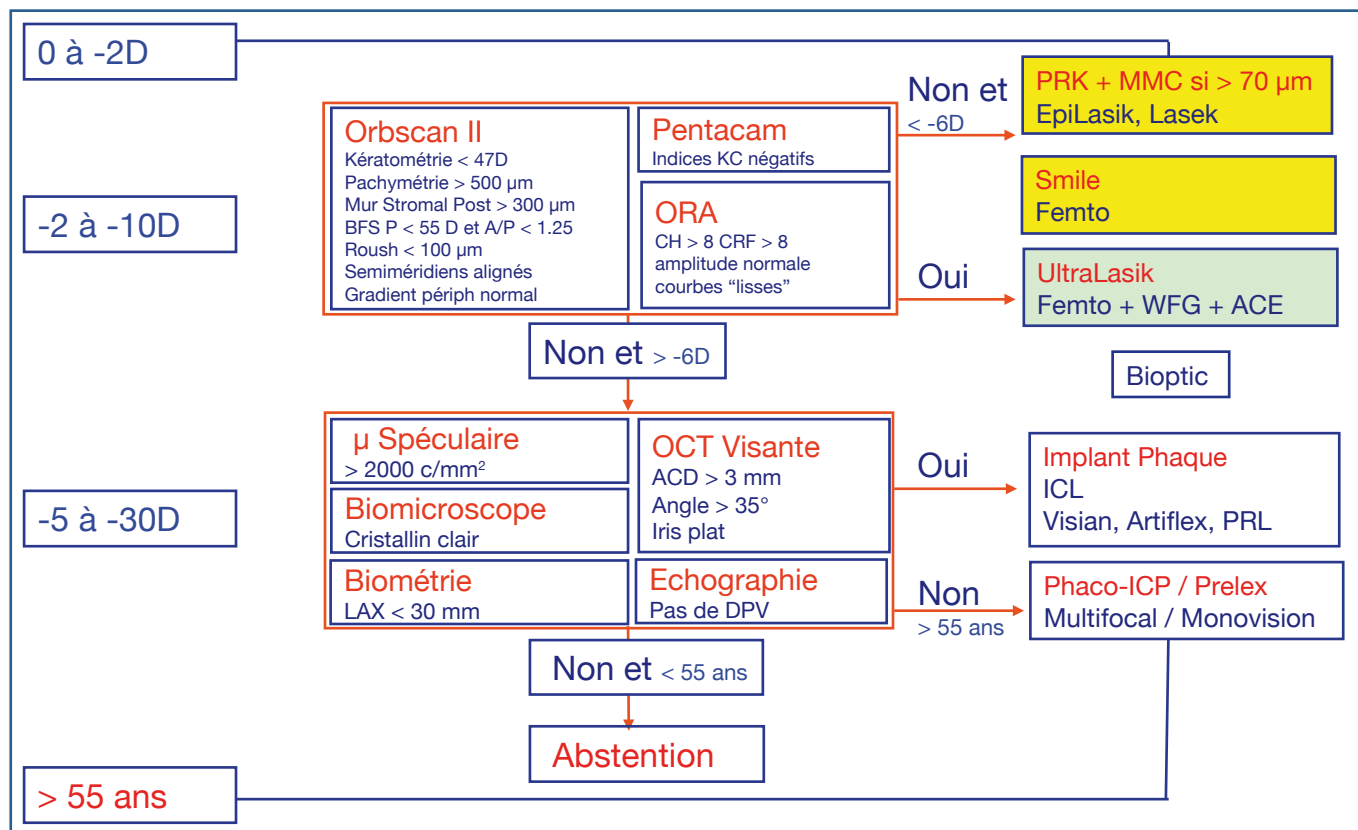 0 à -2D
-2 à -10D
-5 à -30D
> 55 ans
Orbscan II
Kératométrie < 47D
Pachymétrie > 500 µm
Mur Stromal Post > 300 µm
BFS P < 55 D et A/P < 1.25
Roush < 100 µm
Semiméridiens alignés
Gradient périph normal
Pentacam
Indices KC négatifs
ORA
CH > 8 CRF > 8
amplitude normale
courbes “lisses”
Non et
< -6D
PRK + MMC si > 70 µm
EpiLasik, Lasek
Smile
Femto
Oui
UltraLasik
Femto + WFG + ACE
Non et > -6D
Bioptic
µ Spéculaire
> 2000 c/mm²
Biomicroscope
Cristallin clair
Biométrie
LAX < 30 mm
OCT Visante
ACD > 3 mm
Angle > 35°
Iris plat
Echographie
Pas de DPV
Oui
Implant Phaque
ICL
Visian, Artiflex, PRL
Non
> 55 ans
Phaco-ICP / Prelex
Multifocal / Monovision
Non et < 55 ans
Abstention